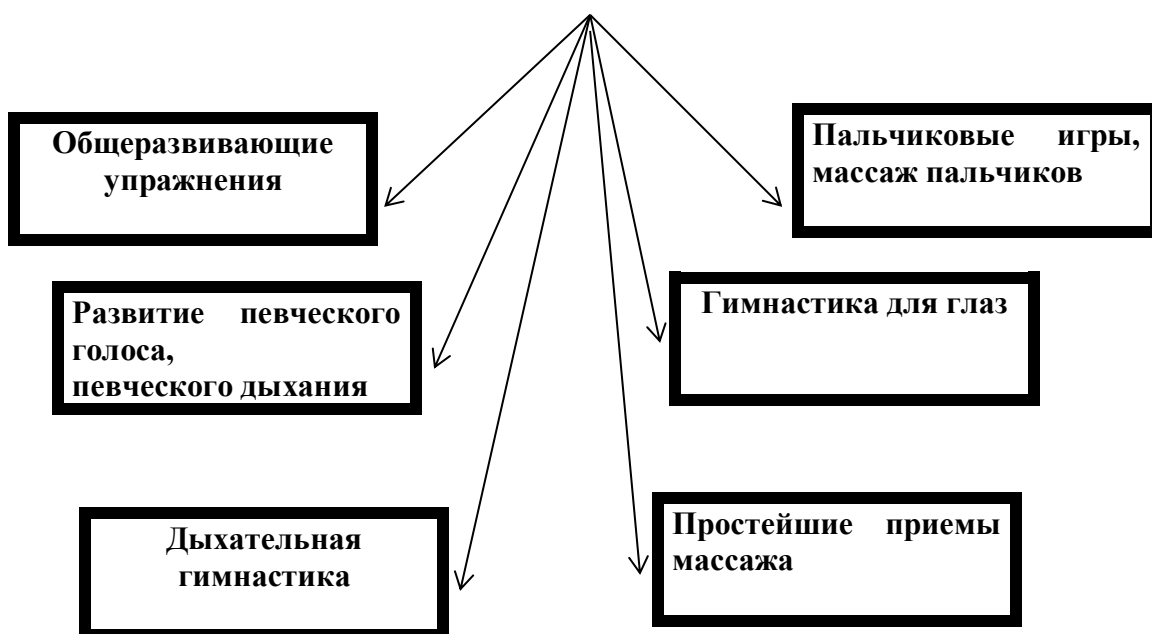 Общеразвивающие
упражнения
Пальчиковые игры,
массаж пальчиков
Развитие певческого
голоса,
певческого дыхания
Гимнастика для глаз
Дыхательная
гимнастика
Простейшие приемы
массажа